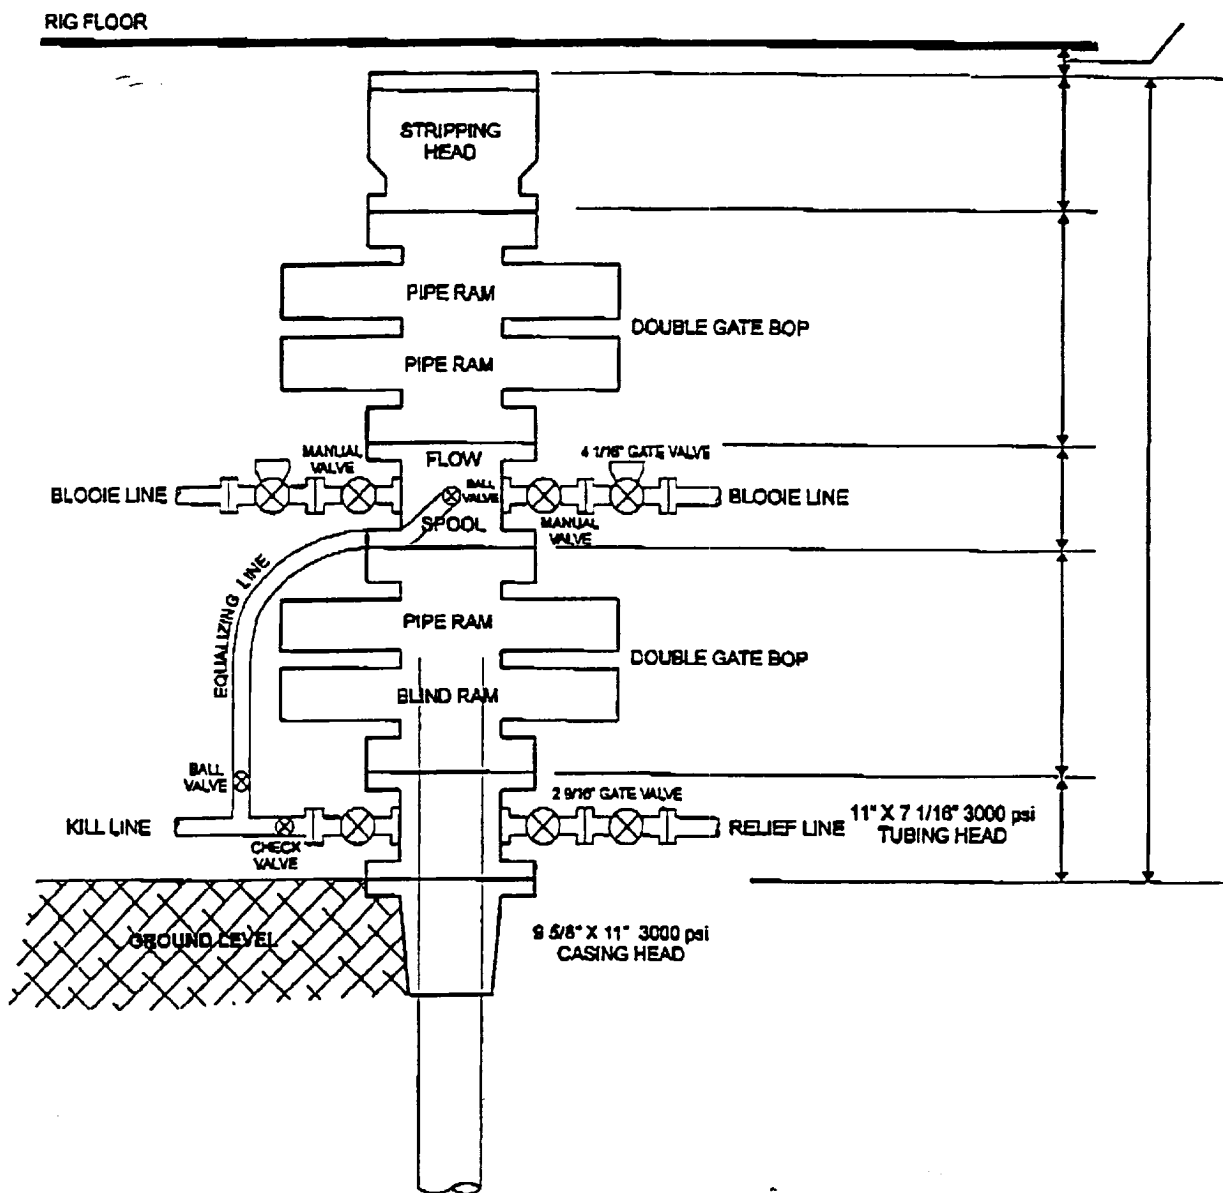 RIG FLOOR
STRIPPING
HEAD
PIPE RAM
DOUBLE GATE BOP
PIPE RAM
MANUAL
VALVE
FLOW
4 1/16" GATE VALVE
BLOOIE LINE
BALL
VALVE
BLOOIE LINE
SPOOL
MANUAL
VALVE
EQUALIZING LINE
PIPE RAM
DOUBLE GATE BOP
BLIND RAM
BALL
VALVE
2 9/16" GATE VALVE
KILL LINE
CHECK
VALVE
RELIEF LINE
11" X 7 1/16" 3000 psi
TUBING HEAD
GROUND LEVEL
9 5/8" X 11" 3000 psi
CASING HEAD